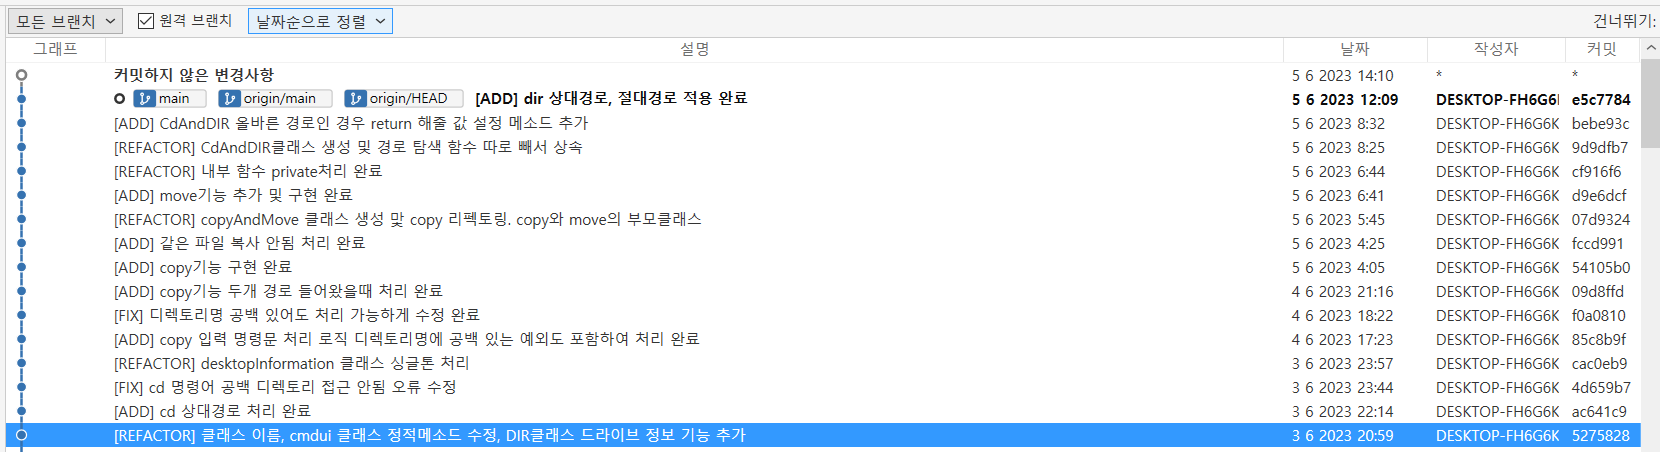 모든 브랜치 원격 브랜치 날짜순으로 정렬 건너뛰기:
그래프 설명 날짜 작성자 커밋
커밋하지 않은 변경사항 5 6 2023 14:10 * *
main origin/main origin/HEAD [ADD] dir 상대경로, 절대경로 적용 완료 5 6 2023 12:09 DESKTOP-FH6G6I e5c7784
[ADD] CdAndDIR 올바른 경로인 경우 return 해줄 값 설정 메소드 추가 5 6 2023 8:32 DESKTOP-FH6G6K bebe93c
[REFACTOR] CdAndDIR클래스 생성 및 경로 탐색 함수 따로 빼서 상속 5 6 2023 8:25 DESKTOP-FH6G6K 9d9dfb7
[REFACTOR] 내부 함수 private처리 완료 5 6 2023 6:44 DESKTOP-FH6G6K cf916f6
[ADD] move기능 추가 및 구현 완료 5 6 2023 6:41 DESKTOP-FH6G6K d9e6dcf
[REFACTOR] copyAndMove 클래스 생성 및 copy 리펙토링. copy와 move의 부모클래스 5 6 2023 5:45 DESKTOP-FH6G6K 07d9324
[ADD] 같은 파일 복사 안됨 처리 완료 5 6 2023 4:25 DESKTOP-FH6G6K fccd991
[ADD] copy기능 구현 완료 5 6 2023 4:05 DESKTOP-FH6G6K 54105b0
[ADD] copy기능 두개 경로 들어왔을때 처리 완료 4 6 2023 21:16 DESKTOP-FH6G6K 09d8ffd
[FIX] 디렉토리명 공백 있어도 처리 가능하게 수정 완료 4 6 2023 18:22 DESKTOP-FH6G6K f0a0810
[ADD] copy 입력 명령문 처리 로직 디렉토리명에 공백 있는 예외도 포함하여 처리 완료 4 6 2023 17:23 DESKTOP-FH6G6K 85c8b9f
[REFACTOR] desktopInformation 클래스 싱글톤 처리 3 6 2023 23:57 DESKTOP-FH6G6K cac0eb9
[FIX] cd 명령어 공백 디렉토리 접근 안됨 오류 수정 3 6 2023 23:44 DESKTOP-FH6G6K 4d659b7
[ADD] cd 상대경로 처리 완료 3 6 2023 22:14 DESKTOP-FH6G6K ac641c9
[REFACTOR] 클래스 이름, cmdui 클래스 정적메소드 수정, DIR클래스 드라이브 정보 기능 추가 3 6 2023 20:59 DESKTOP-FH6G6K 5275828